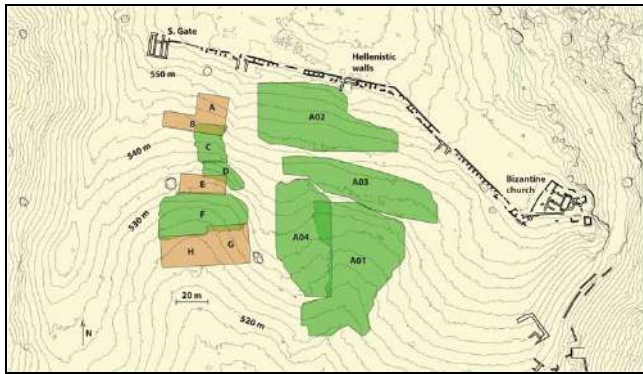 S. Gate
550 m
Hellenistic
walls
A
B
A02
C
540 m
D
A03
E
Bizantine
church
530 m
F
A04
G
H
A01
20 m
520 m
N